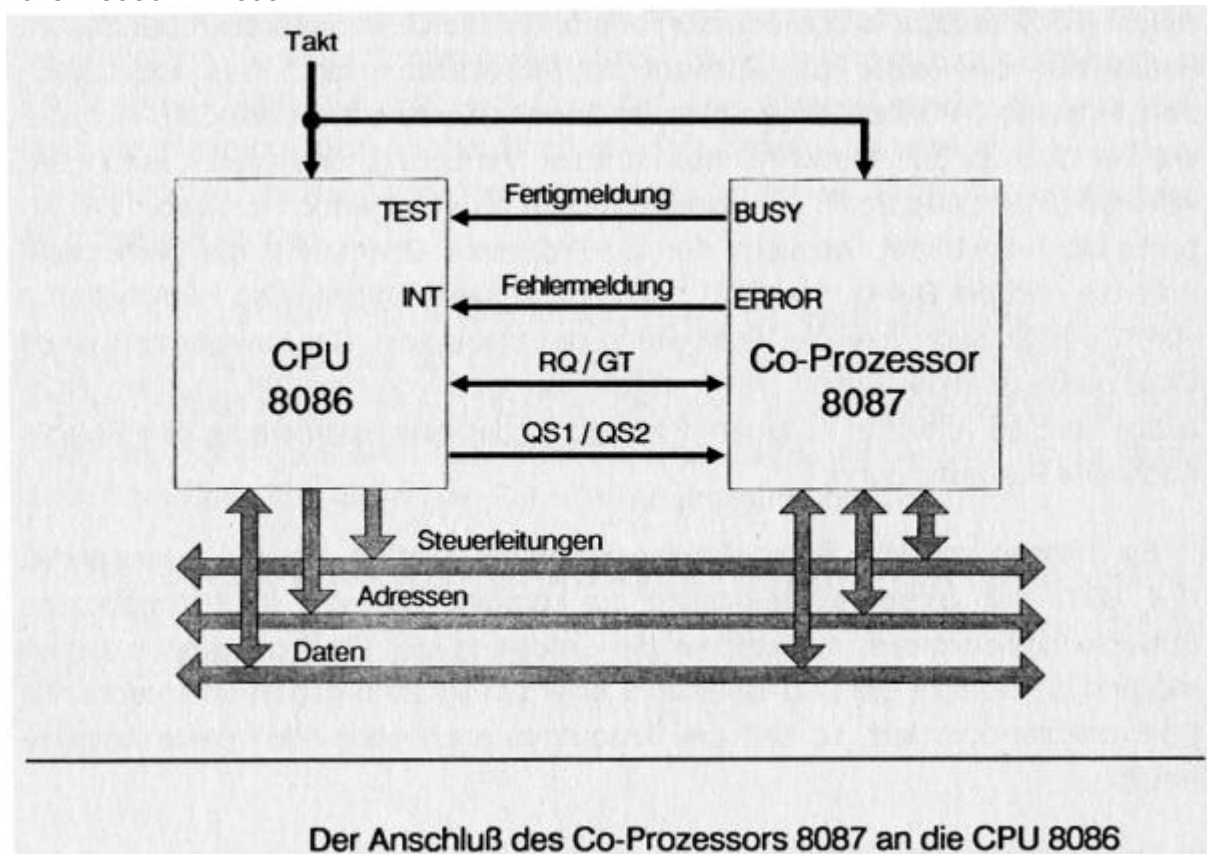 Takt
TEST
Fertigmeldung
BUSY
INT
Fehlermeldung
ERROR
CPU
8086
RQ / GT
Co-Prozessor
8087
QS1 / QS2
Steuerleitungen
Adressen
Daten
Der Anschluß des Co-Prozessors 8087 an die CPU 8086